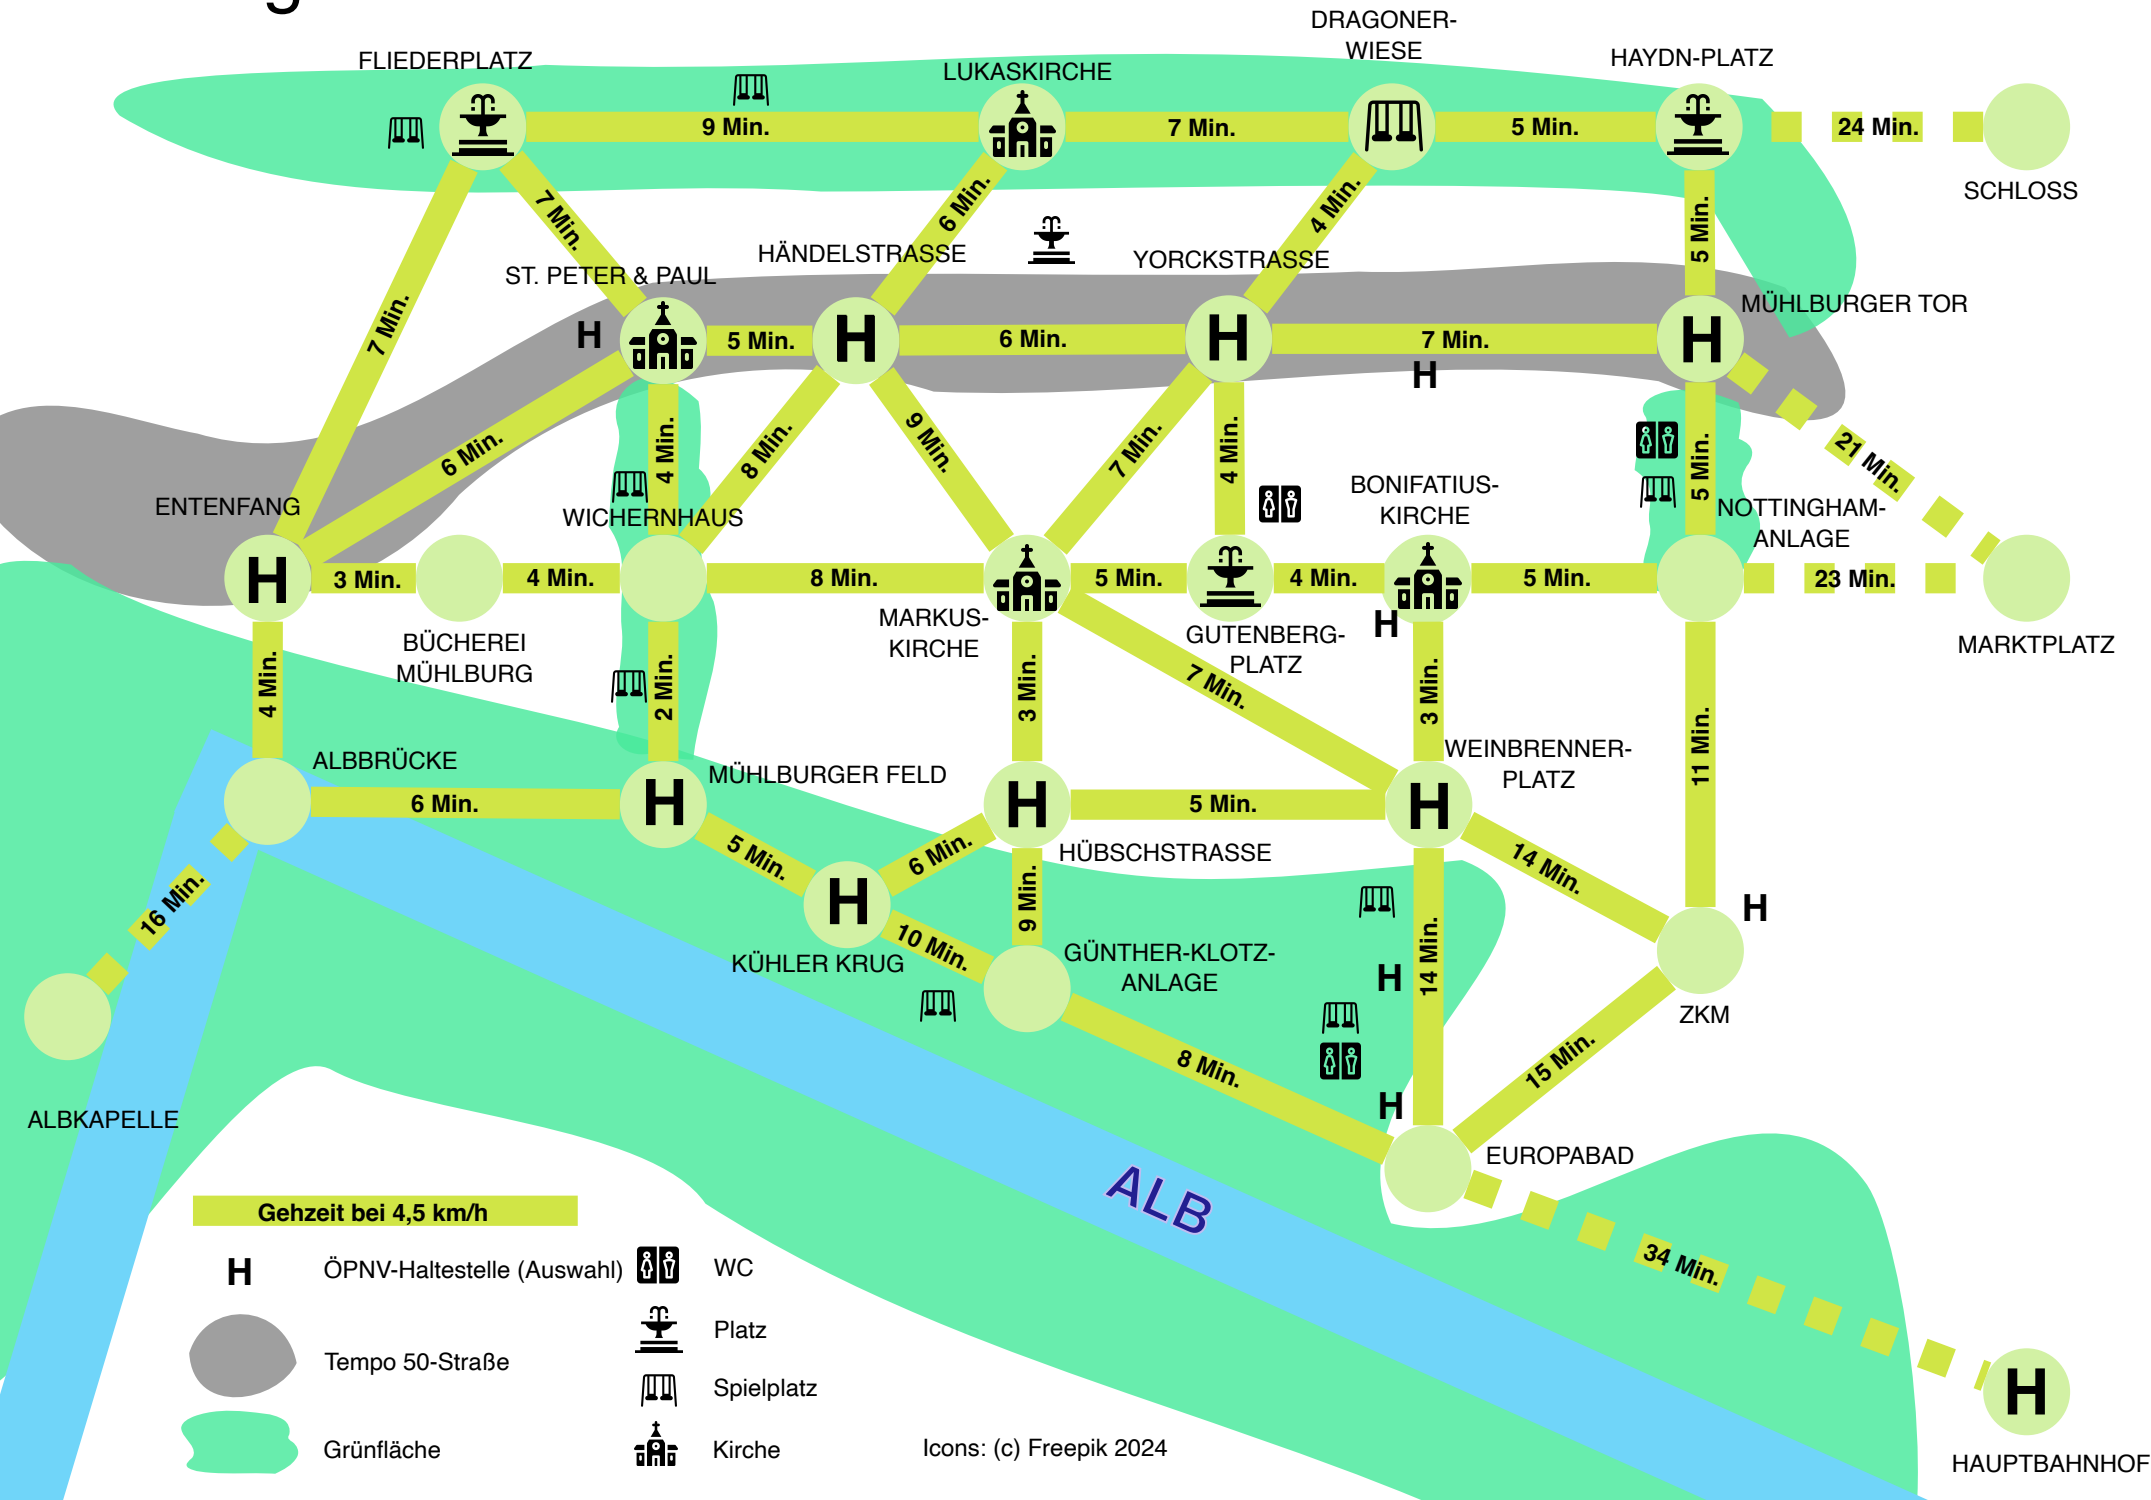 DRAGONER-
WIESE
FLIEDERPLATZ
LUKASKIRCHE
HAYDN-PLATZ
9 Min.
7 Min.
5 Min.
24 Min.
SCHLOSS
7 Min.
6 Min.
4 Min.
5 Min.
HÄNDELSTRASSE
YORCKSTRASSE
ST. PETER & PAUL
MÜHLBURGER TOR
7 Min.
H
5 Min.
H
6 Min.
H
7 Min.
H
H
6 Min.
4 Min.
8 Min.
9 Min.
7 Min.
4 Min.
5 Min.
21 Min.
ENTENFANG
WICHERNHAUS
BONIFATIUS-
KIRCHE
NOTTINGHAM-
ANLAGE
H
3 Min.
4 Min.
8 Min.
5 Min.
4 Min.
5 Min.
23 Min.
H
BÜCHEREI
MÜHLBURG
MARKUS-
KIRCHE
GUTENBERG-
PLATZ
MARKTPLATZ
4 Min.
2 Min.
3 Min.
7 Min.
3 Min.
11 Min.
ALBBRÜCKE
MÜHLBURGER FELD
WEINBRENNER-
PLATZ
6 Min.
H
H
5 Min.
H
5 Min.
6 Min.
HÜBSCHSTRASSE
14 Min.
16 Min.
H
9 Min.
H
10 Min.
KÜHLER KRUG
GÜNTHER-KLOTZ-
ANLAGE
14 Min.
H
ZKM
8 Min.
15 Min.
H
ALBKAPELLE
EUROPABAD
ALB
34 Min.
H
HAUPTBAHNHOF
Gehzeit bei 4,5 km/h
H ÖPNV-Haltestelle (Auswahl)
WC
Platz
Tempo 50-Straße
Spielplatz
Grünfläche
Kirche
Icons: (c) Freepik 2024